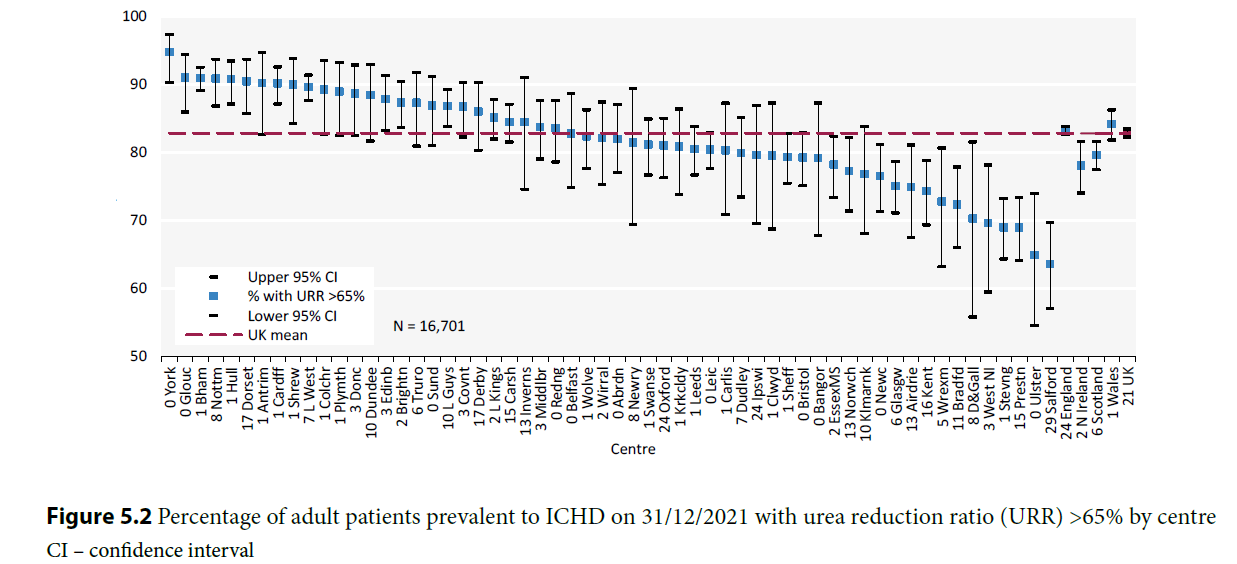 100
90
80
70
60
50
Upper 95% CI
% with URR >65%
Lower 95% CI
UK mean
N = 16,701
0 York
0 Glouc
1 Bham
8 Nottm
1 Hull
17 Dorset
1 Antrim
1 Cardff
1 Shrew
7 L West
1 Colchr
1 Plymth
3 Donc
10 Dundee
3 Edinb
2 Brightn
6 Truro
0 Sund
10 L Guys
3 Covnt
17 Derby
2 L Kings
15 Carsh
13 Inverns
3 Middlbr
0 Redng
0 Belfast
1 Wolve
2 Wirral
0 Abrdn
8 Newry
1 Swanse
24 Oxford
1 Krkcldy
1 Leeds
0 Leic
1 Carlis
7 Dudley
24 Ipswi
1 Clwyd
1 Sheff
0 Bristol
0 Bangor
2 EssexMS
13 Norwch
10 Klmarnk
0 Newc
6 Glasgw
13 Airdrie
16 Kent
5 Wrexm
11 Bradfd
8 D&Gall
3 West NI
1 Stevng
15 Prestn
0 Ulster
29 Salford
24 England
2 N Ireland
6 Scotland
1 Wales
21 UK
Centre
Figure 5.2 Percentage of adult patients prevalent to ICHD on 31/12/2021 with urea reduction ratio (URR) >65% by centre
CI – confidence interval